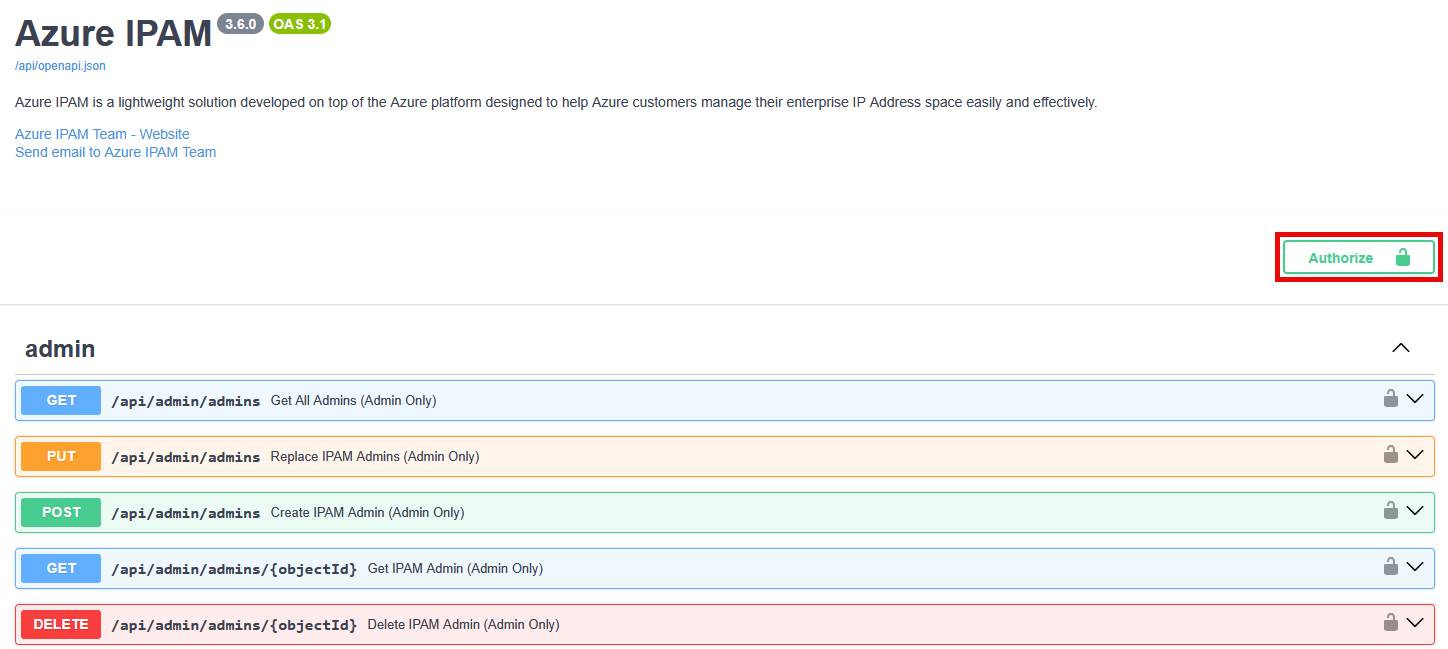 Azure IPAM 3.6.0 OAS 3.1
/api/openapi.json
Azure IPAM is a lightweight solution developed on top of the Azure platform designed to help Azure customers manage their enterprise IP Address space easily and effectively.
Azure IPAM Team - Website
Send email to Azure IPAM Team
Authorize
admin
GET /api/admin/admins Get All Admins (Admin Only)
PUT /api/admin/admins Replace IPAM Admins (Admin Only)
POST /api/admin/admins Create IPAM Admin (Admin Only)
GET /api/admin/admins/{objectId} Get IPAM Admin (Admin Only)
DELETE /api/admin/admins/{objectId} Delete IPAM Admin (Admin Only)